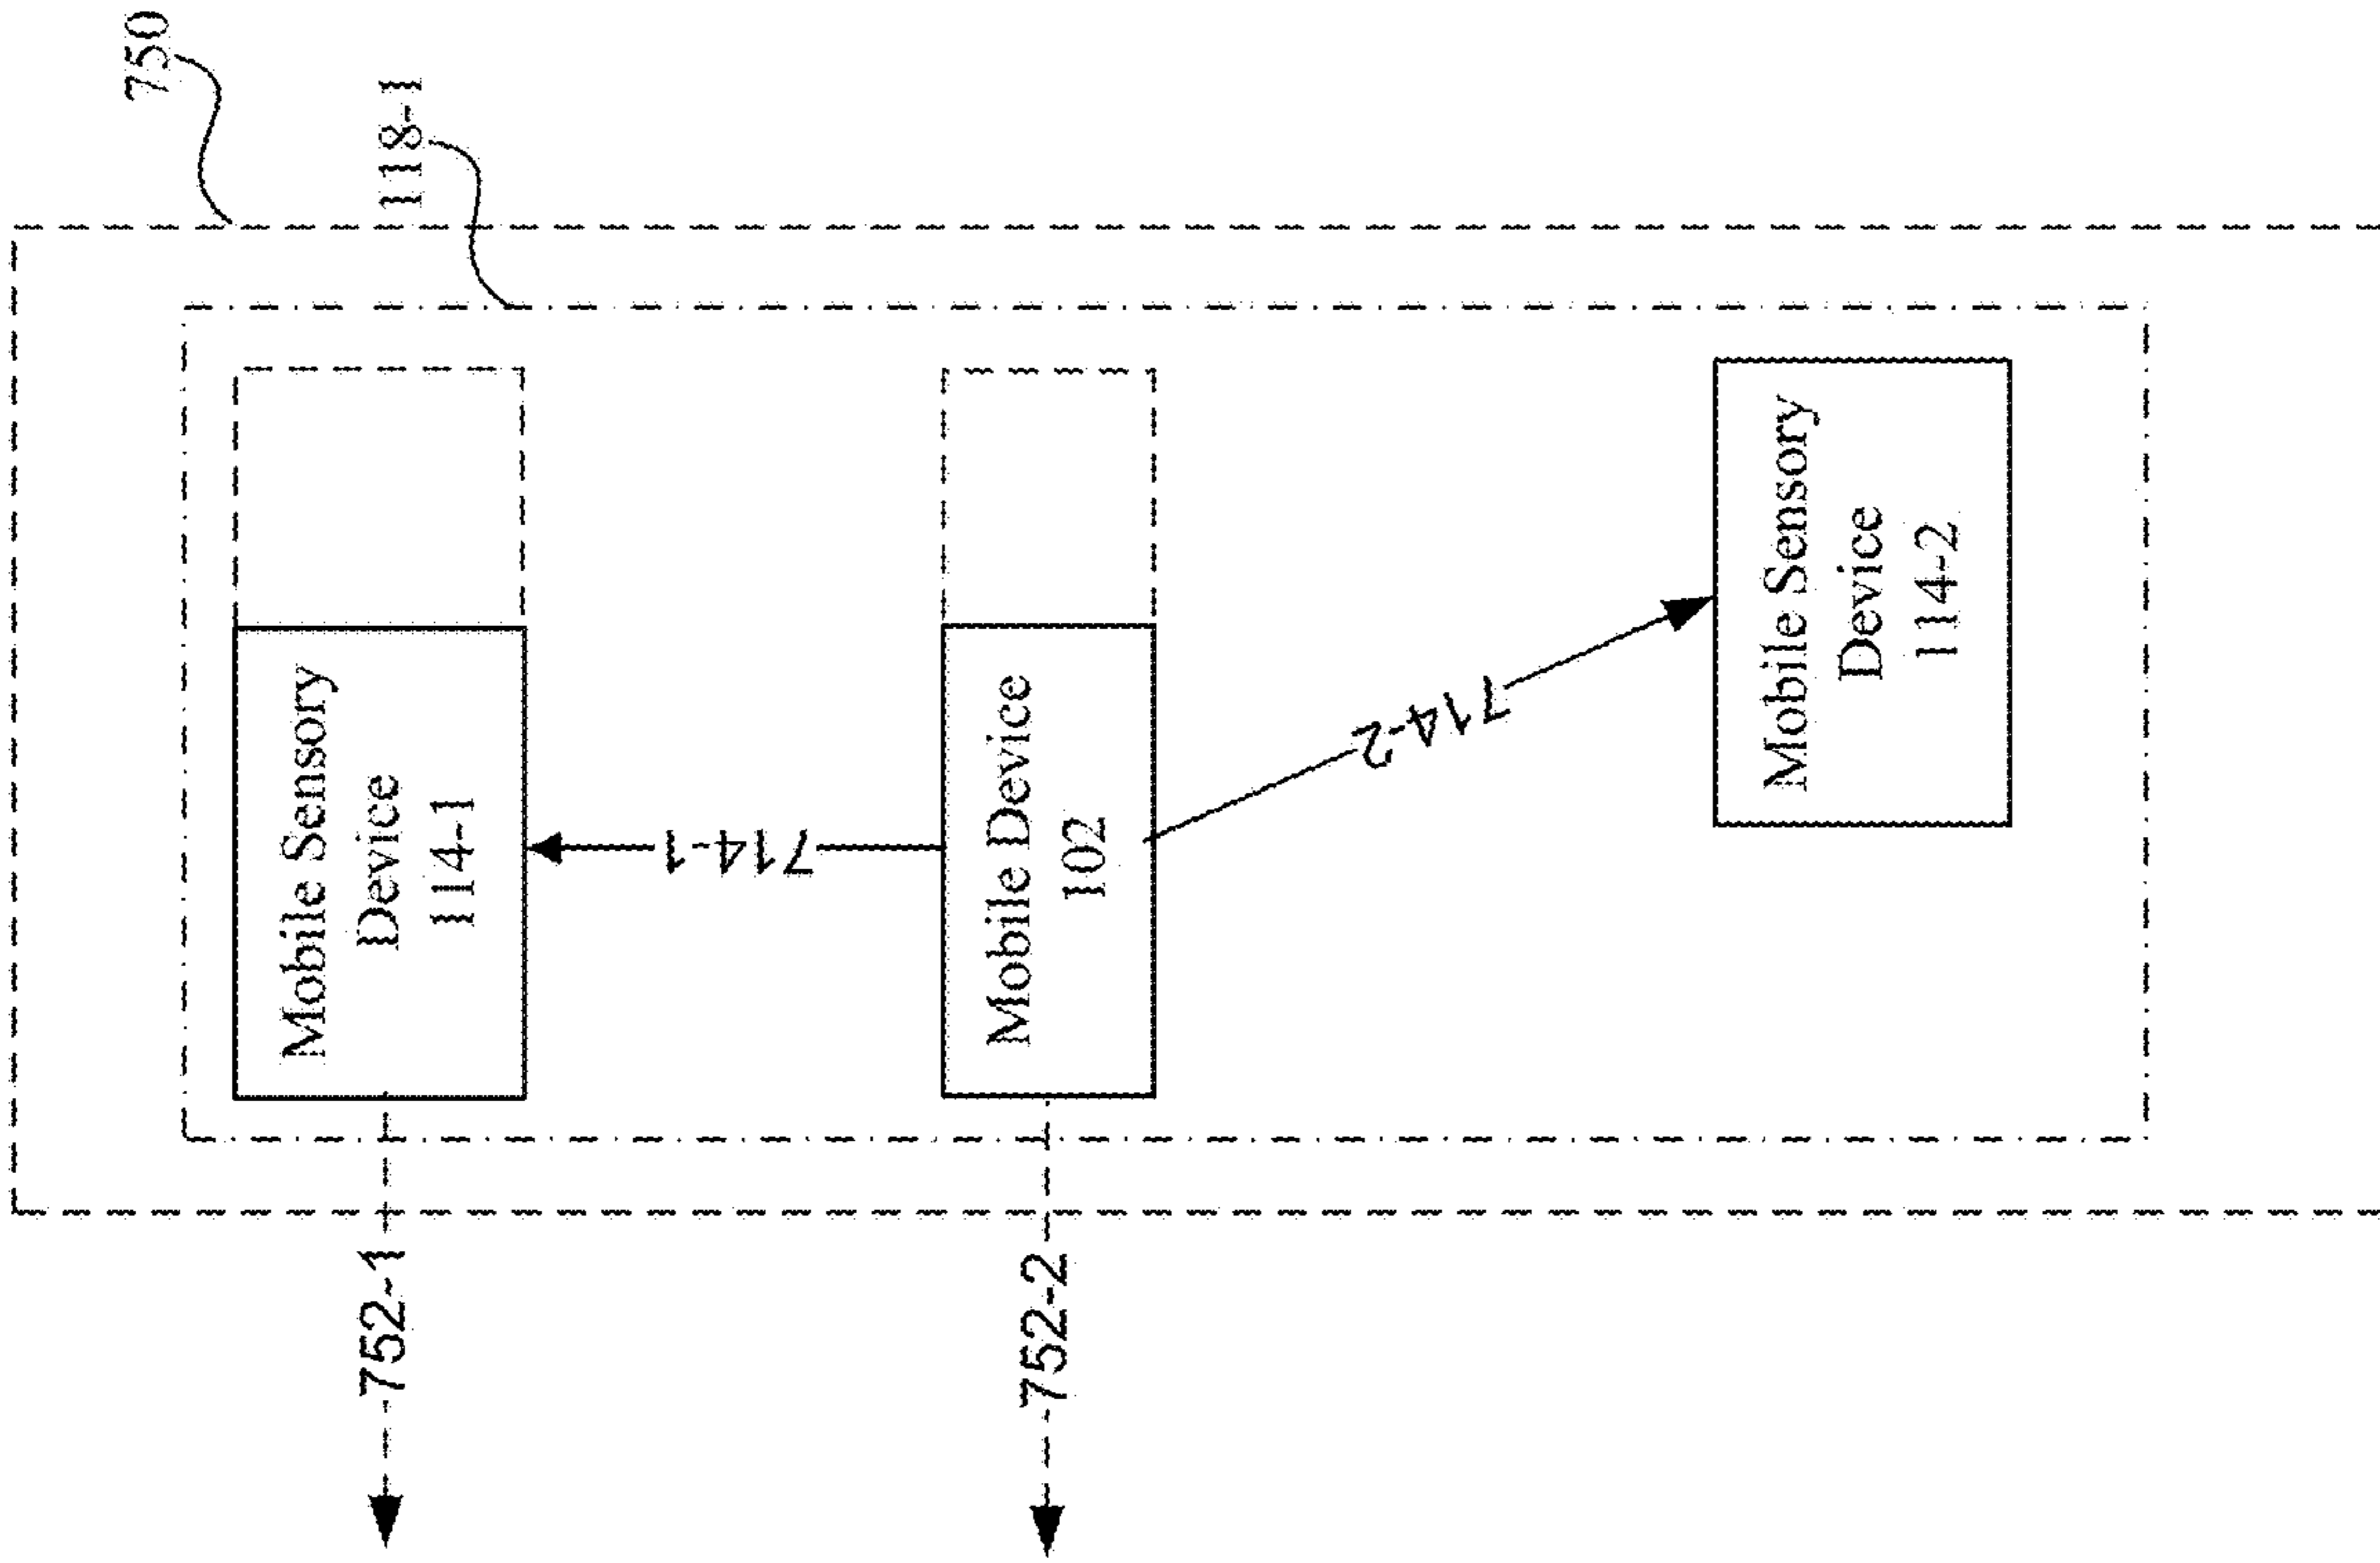 750
118-1
Mobile Sensory
Device
114-1
714-1
Mobile Device
102
714-2
Mobile Sensory
Device
114-2
752-1
752-2